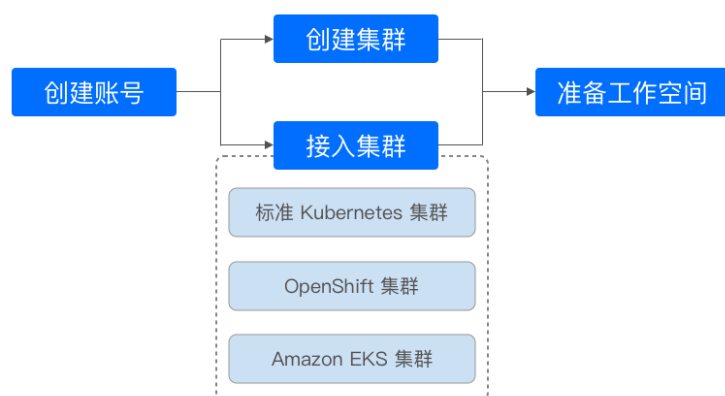 创建集群
创建账号
准备工作空间
接入集群
标准 Kubernetes 集群
OpenShift 集群
Amazon EKS 集群